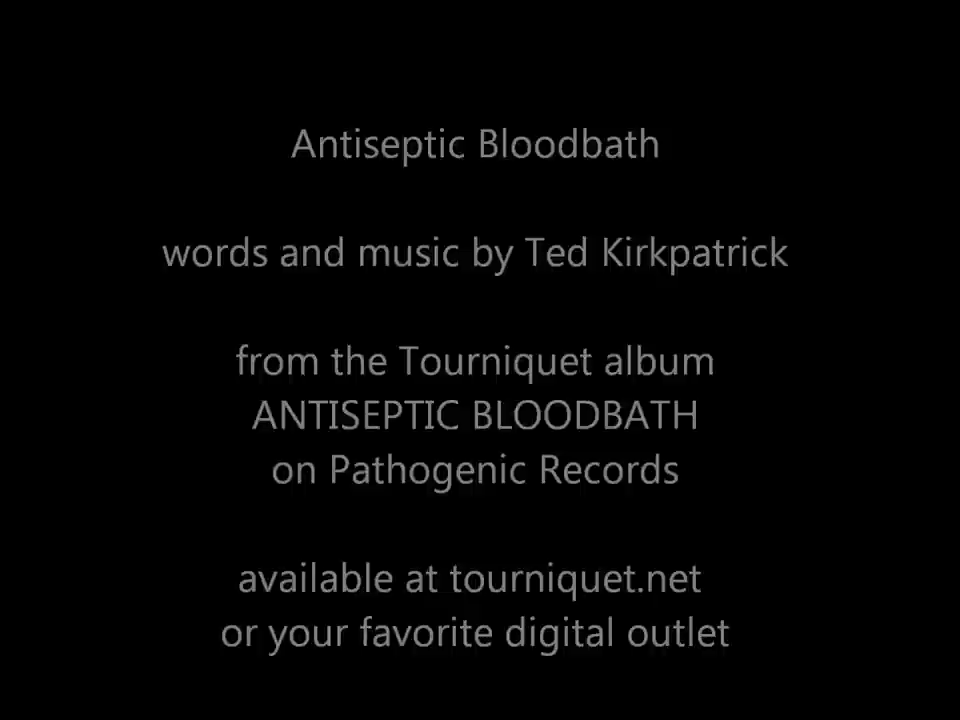 Antiseptic Bloodbath
words and music by Ted Kirkpatrick
from the Tourniquet album
ANTISEPTIC BLOODBATH
on Pathogenic Records
available at tourniquet.net
or your favorite digital outlet